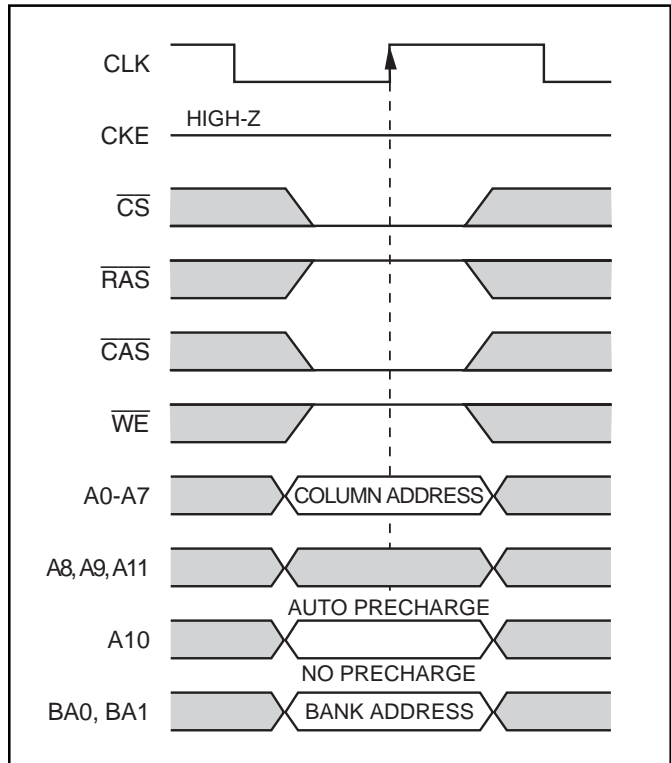 CLK
CKE HIGH-Z
CS
RAS
CAS
WE
A0-A7 COLUMN ADDRESS
A8, A9, A11
AUTO PRECHARGE
A10
NO PRECHARGE
BA0, BA1 BANK ADDRESS